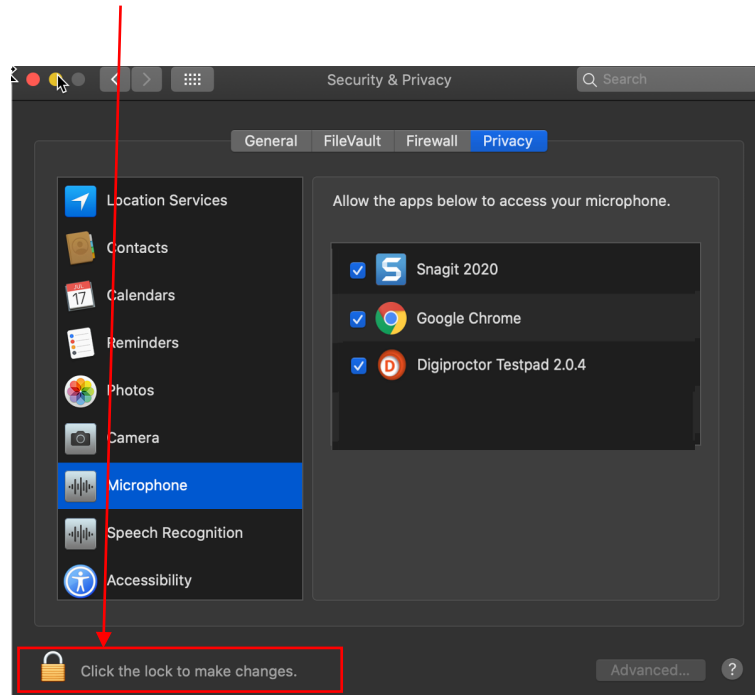 Security & Privacy
Search
General FileVault Firewall Privacy
Location Services
Allow the apps below to access your microphone.
Contacts
Snagit 2020
JUL
17
Calendars
Google Chrome
Reminders
Digiproctor Testpad 2.0.4
Photos
Camera
Microphone
Speech Recognition
Accessibility
Click the lock to make changes.
Advanced...
?